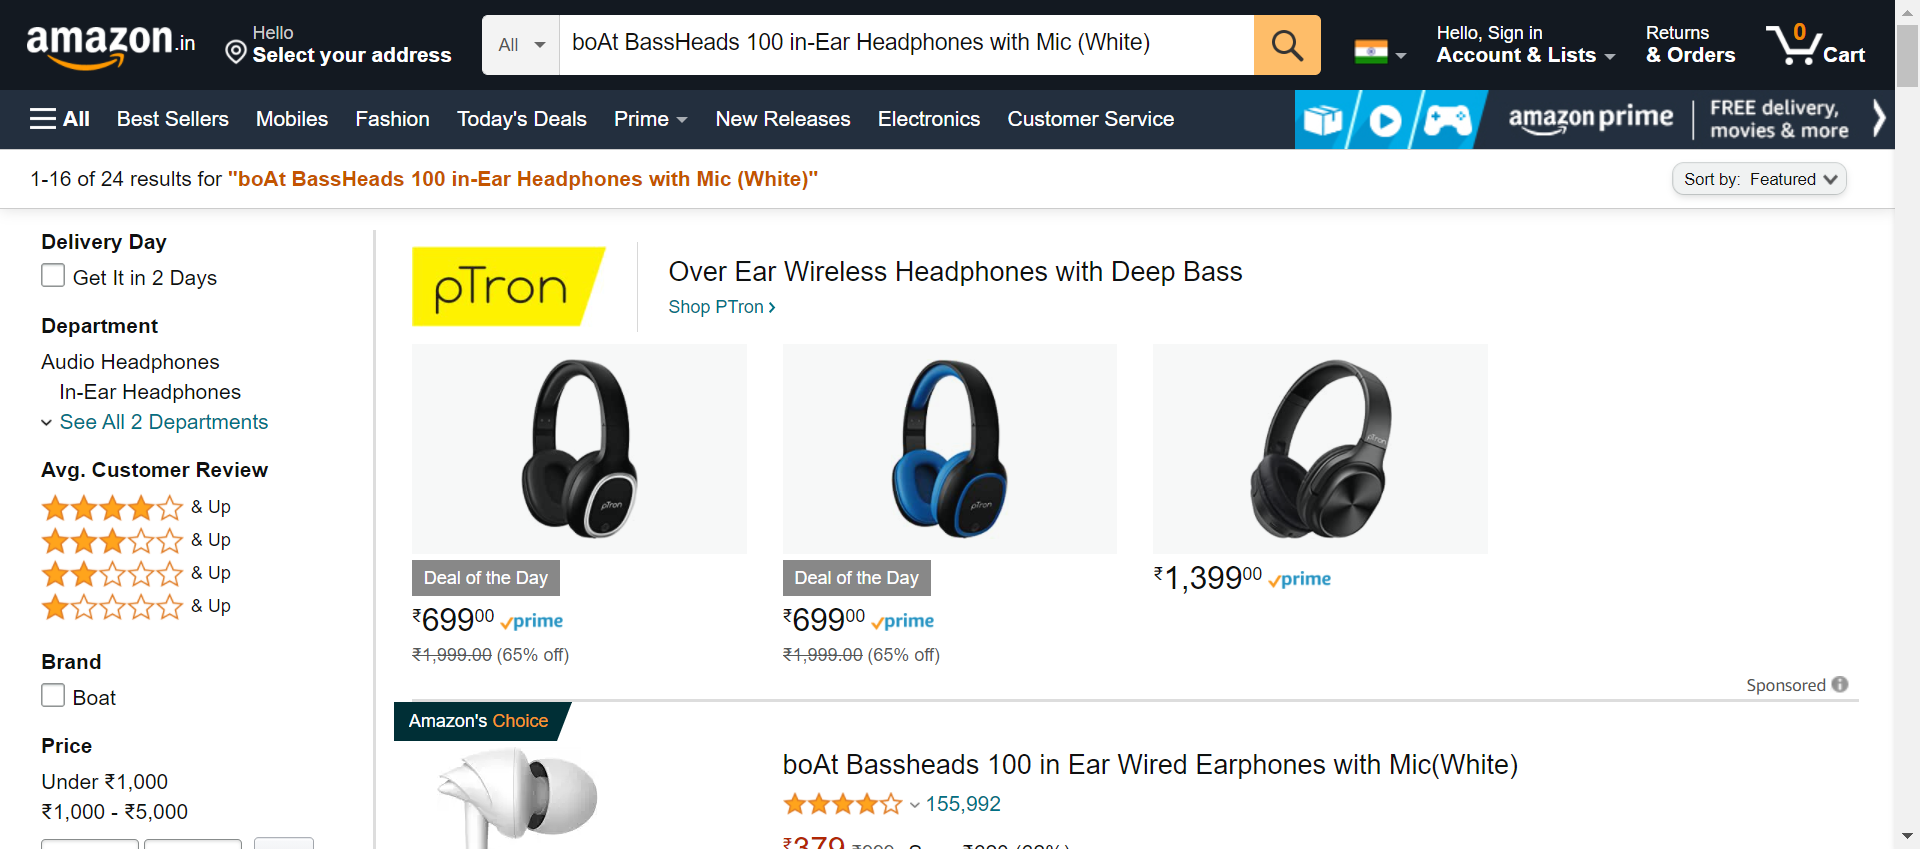 amazon.in
Hello
Select your address
All
boAt BassHeads 100 in-Ear Headphones with Mic (White)
Hello, Sign in
Account & Lists
Returns
& Orders
0
Cart
All
Best Sellers
Mobiles
Fashion
Today's Deals
Prime
New Releases
Electronics
Customer Service
amazon prime
FREE delivery,
movies & more
1-16 of 24 results for "boAt BassHeads 100 in-Ear Headphones with Mic (White)"
Sort by: Featured
Delivery Day
Get It in 2 Days
Department
Audio Headphones
In-Ear Headphones
See All 2 Departments
Avg. Customer Review
& Up
& Up
& Up
& Up
Brand
Boat
Price
Under ₹1,000
₹1,000 - ₹5,000
pTron
Over Ear Wireless Headphones with Deep Bass
Shop PTron ›
pTron
pTron
pTron
Deal of the Day
₹69900 prime
₹1,999.00 (65% off)
Deal of the Day
₹69900 prime
₹1,999.00 (65% off)
₹1,39900 prime
Sponsored
Amazon's Choice
boAt Bassheads 100 in Ear Wired Earphones with Mic(White)
155,992
₹379